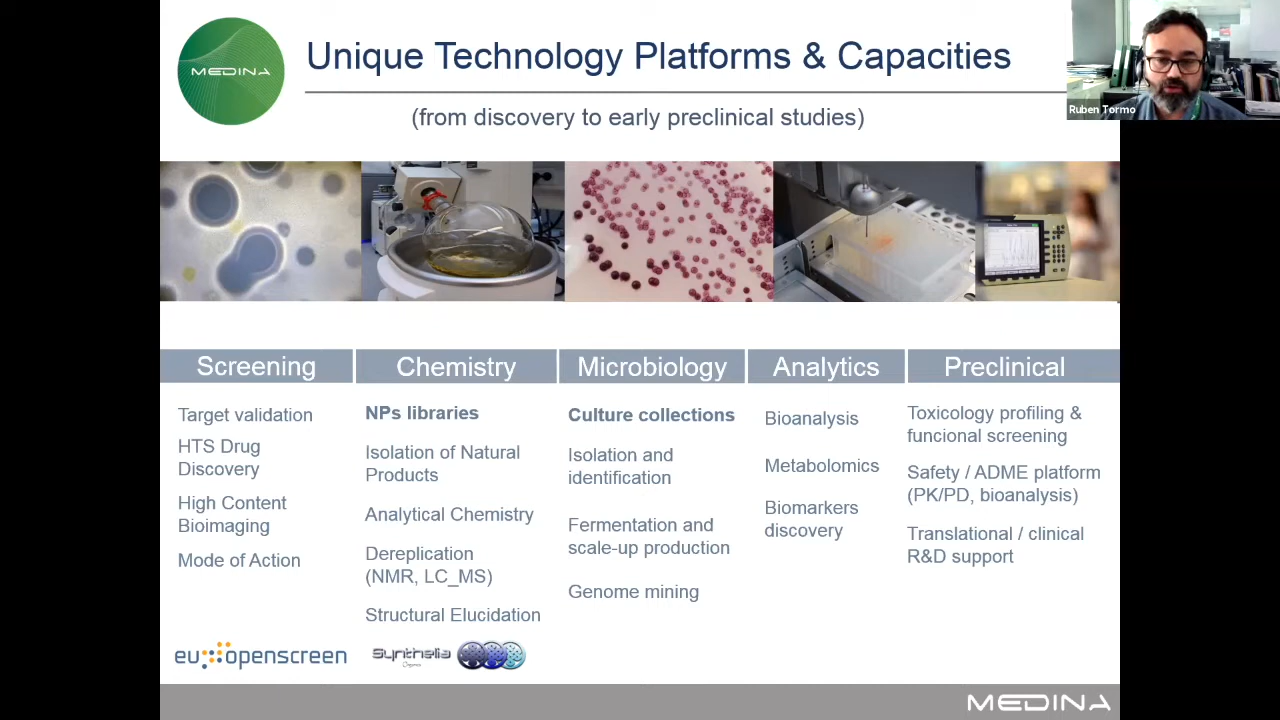 MEDINA
Unique Technology Platforms & Capacities
(from discovery to early preclinical studies)
Ruben Tormo
Screening
Target validation
HTS Drug
Discovery
High Content
Bioimaging
Mode of Action
Chemistry
NPs libraries
Isolation of Natural
Products
Analytical Chemistry
Dereplication
(NMR, LC_MS)
Structural Elucidation
Microbiology
Culture collections
Isolation and
identification
Fermentation and
scale-up production
Genome mining
Analytics
Bioanalysis
Metabolomics
Biomarkers
discovery
Preclinical
Toxicology profiling &
funcional screening
Safety / ADME platform
(PK/PD, bioanalysis)
Translational / clinical
R&D support
eu openscreen
Synthelia
MEDINA